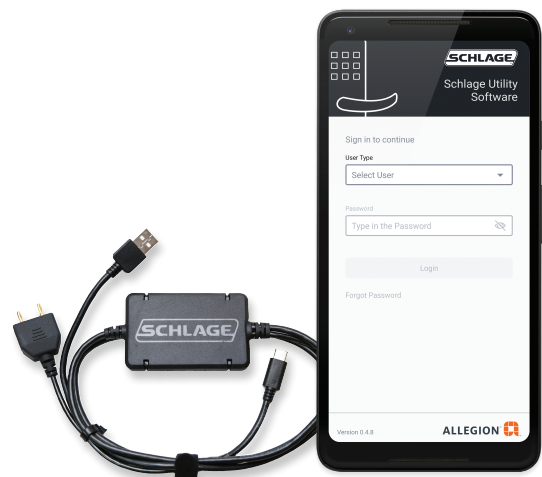 SCHLAGE
Schlage Utility
Software
Sign in to continue
User Type
Select User
Password
Type in the Password
Login
Forgot Password
Version 0.4.8
ALLEGION
SCHLAGE